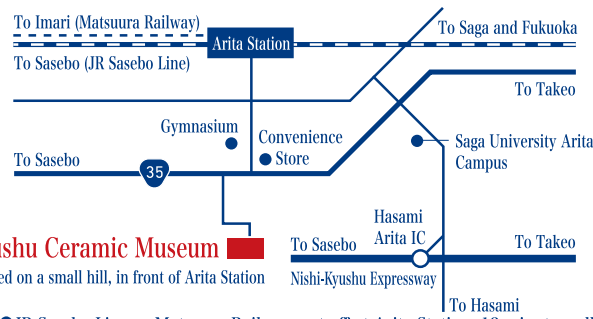 To Imari (Matsuura Railway)
To Saga and Fukuoka
Arita Station
To Sasebo (JR Sasebo Line)
To Takeo
Gymnasium
Convenience
Store
Saga University Arita
Campus
To Sasebo
35
Hasami
Arita IC
ushu Ceramic Museum
To Sasebo
To Takeo
ed on a small hill, in front of Arita Station
Nishi-Kyushu Expressway
To Hasami